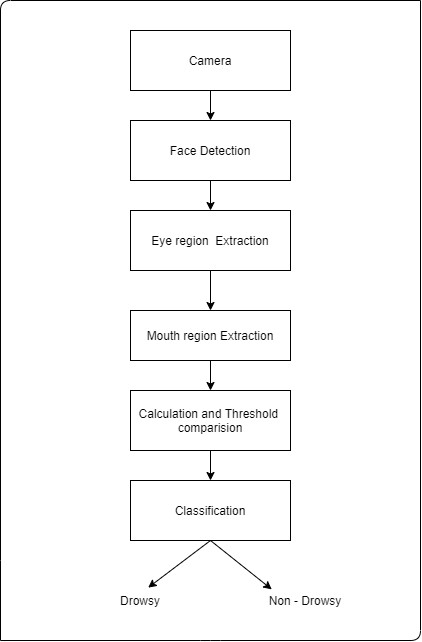 Camera
Face Detection
Eye region  Extraction
Mouth region Extraction
Calculation and Threshold
comparision
Classification
Drowsy
Non - Drowsy